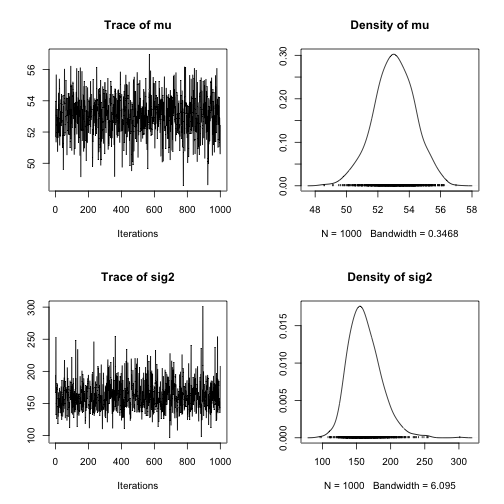 Trace of mu
50 52 54 56
0 200 400 600 800 1000
Iterations
Density of mu
0.00 0.10 0.20 0.30
48 50 52 54 56 58
N = 1000 Bandwidth = 0.3468
Trace of sig2
100 150 200 250 300
0 200 400 600 800 1000
Iterations
Density of sig2
0.000 0.005 0.010 0.015
100 150 200 250 300
N = 1000 Bandwidth = 6.095